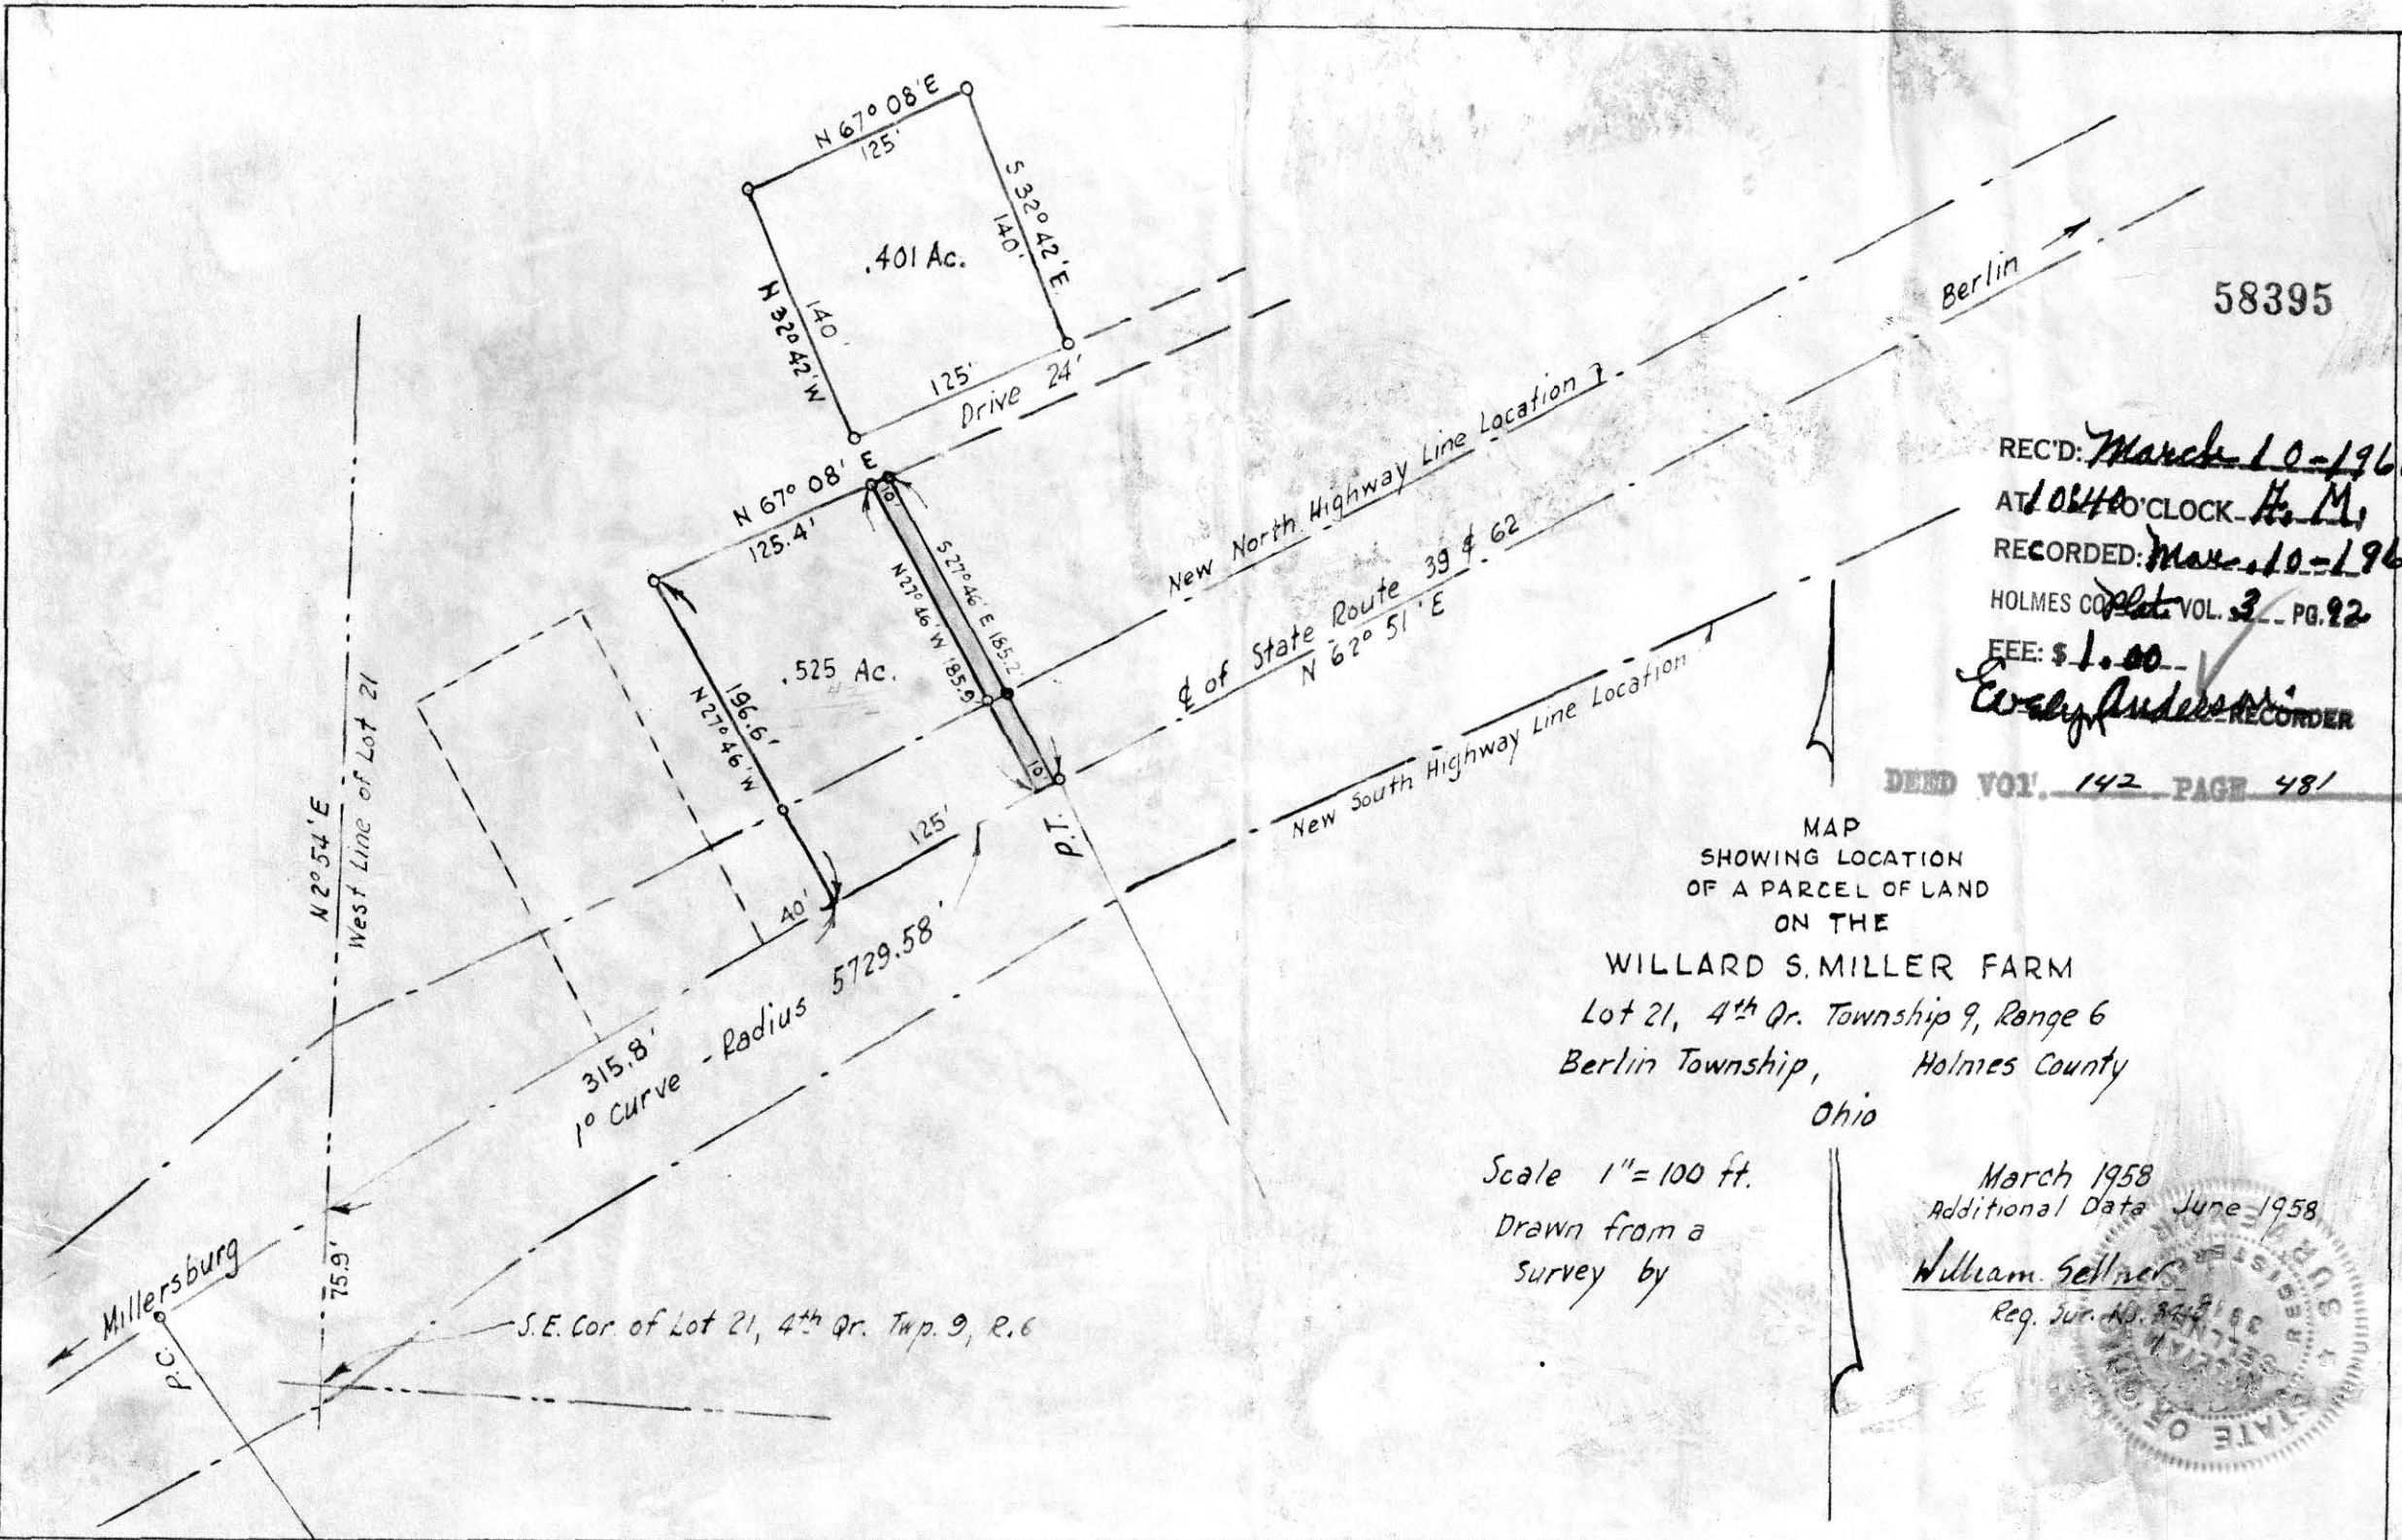 N 67° 08' E
125'
S 32° 42' E
140'
.401 Ac.
N 32° 42' W
140
125'
Drive 24'
N 67° 08' E
125.4'
10'
S 27° 46' E 185.2'
N 27° 46' W 185.9'
.525 Ac.
196.6'
N 27° 46' W
10'
125'
40'
P.T.
315.8'
1° Curve - Radius 5729.58'
N 2° 54' E
West Line of Lot 21
75.9'
Millersburg
P.C.
S.E. Cor. of Lot 21, 4th Qr. Twp. 9, R. 6
New North Highway Line Location
℄ of State Route 39 & 62
N 62° 51' E
New South Highway Line Location
Berlin
58395
REC'D: March 10-196
AT 10:40 O'CLOCK A. M.
RECORDED: Mar. 10-196
HOLMES CO. Plat VOL. 3 PG. 92
FEE: $ 1.00
Evelyn Anderson RECORDER
DEED VOL. 142 PAGE 481
MAP
SHOWING LOCATION
OF A PARCEL OF LAND
ON THE
WILLARD S. MILLER FARM
Lot 21, 4th Qr. Township 9, Range 6
Berlin Township, Holmes County
Ohio
Scale 1" = 100 ft.
Drawn from a
Survey by
March 1958
Additional Data June 1958
William Sellner
Reg. Sur. No.
STATE OF